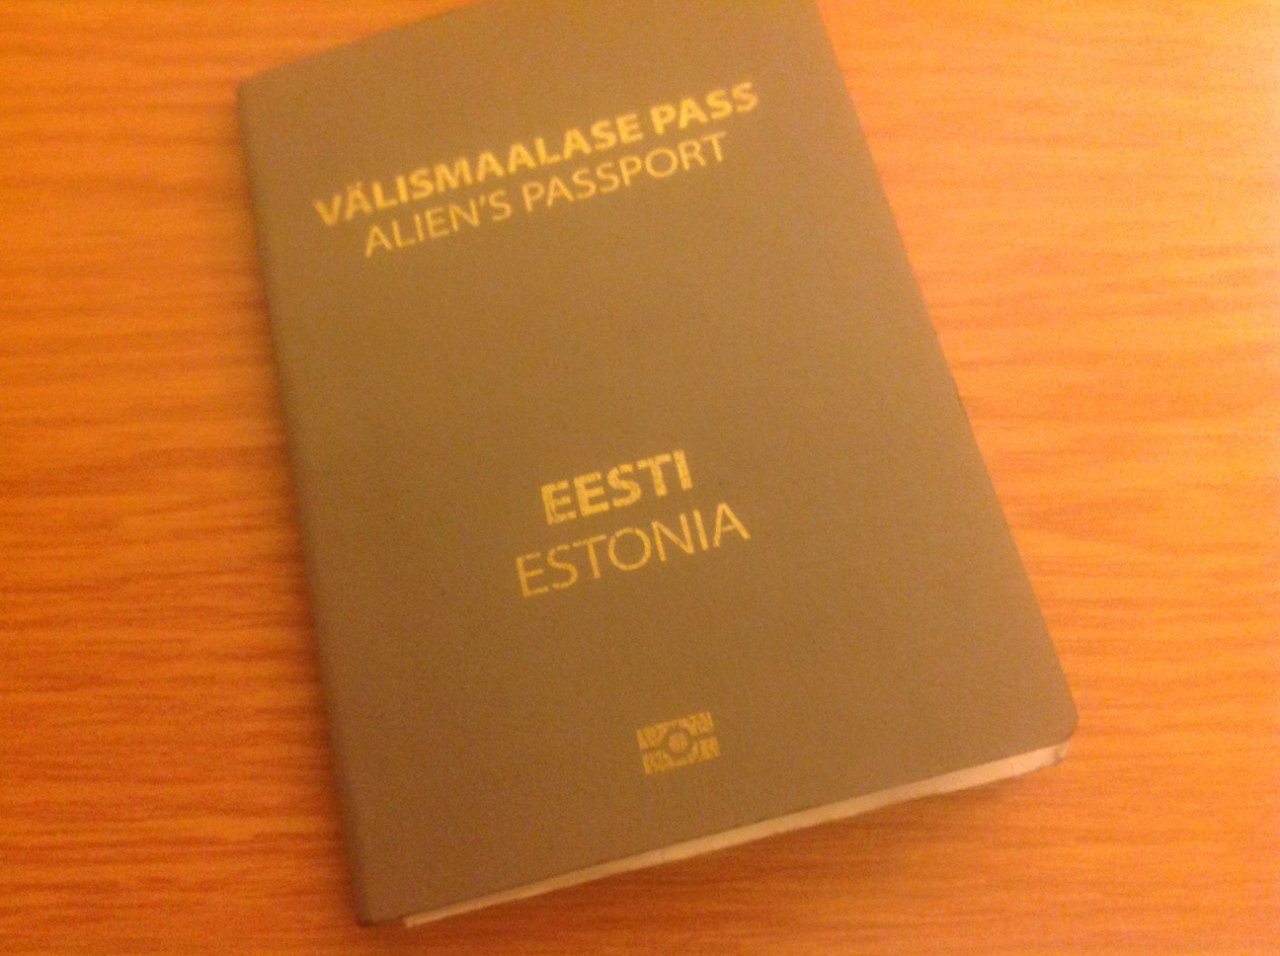 VÄLISMAALASE PASS
ALIEN'S PASSPORT
EESTI
ESTONIA